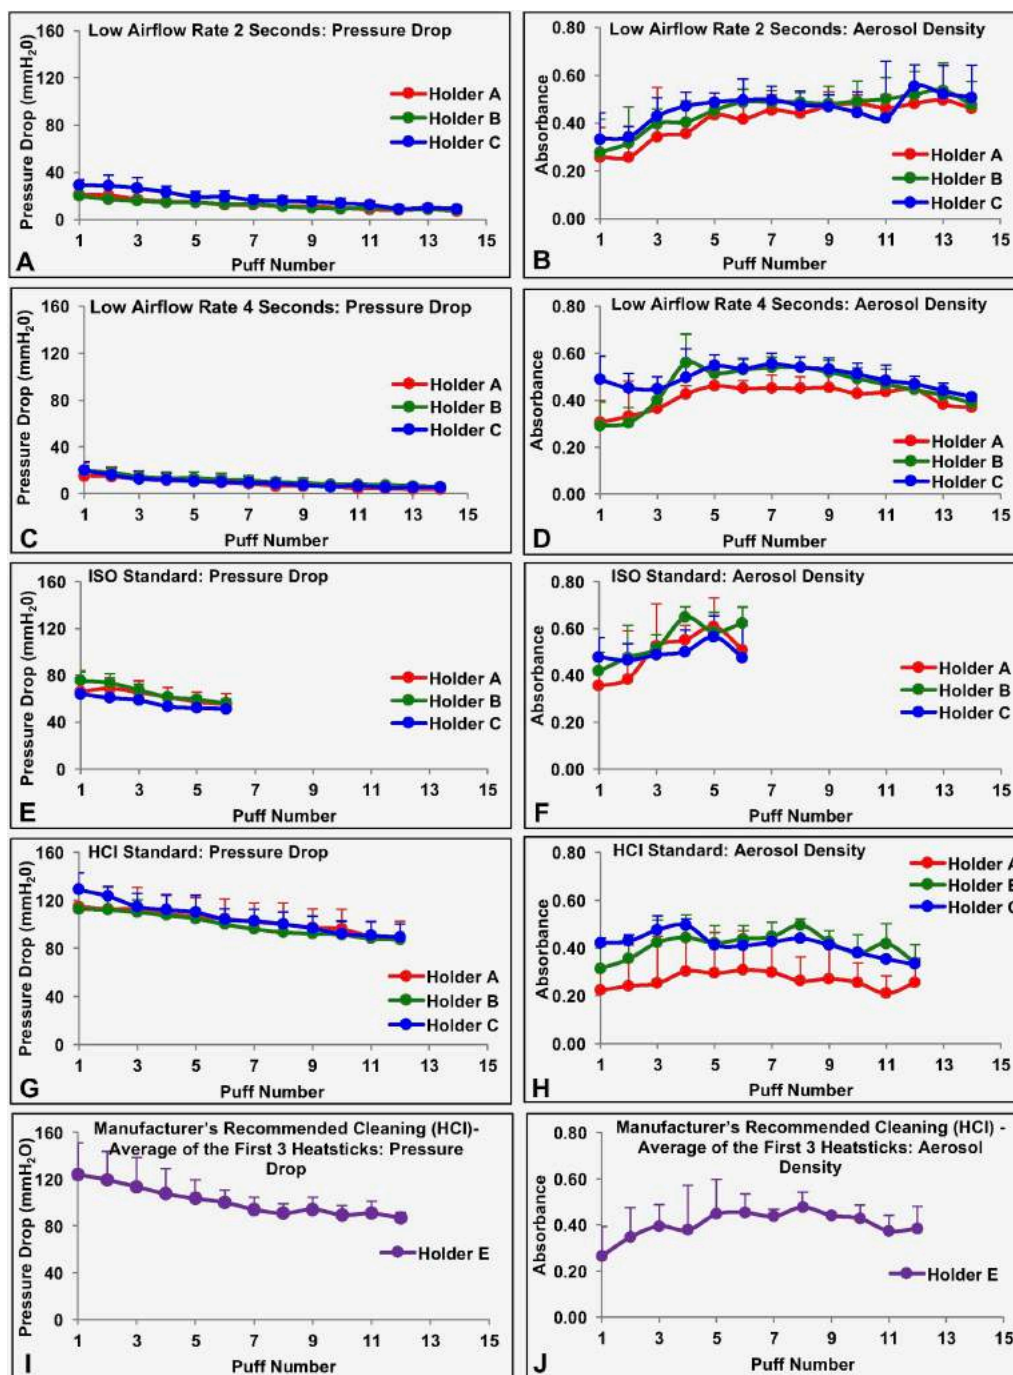 Low Airflow Rate 2 Seconds: Pressure Drop
Pressure Drop (mmH20)
160
120
80
40
0
Holder A
Holder B
Holder C
1 3 5 7 9 11 13 15
Puff Number
A
Low Airflow Rate 2 Seconds: Aerosol Density
Absorbance
0.80
0.60
0.40
0.20
0.00
Holder A
Holder B
Holder C
1 3 5 7 9 11 13 15
Puff Number
B
Low Airflow Rate 4 Seconds: Pressure Drop
Pressure Drop (mmH20)
160
120
80
40
0
Holder A
Holder B
Holder C
1 3 5 7 9 11 13 15
Puff Number
C
Low Airflow Rate 4 Seconds: Aerosol Density
Absorbance
0.80
0.60
0.40
0.20
0.00
Holder A
Holder B
Holder C
1 3 5 7 9 11 13 15
Puff Number
D
ISO Standard: Pressure Drop
Pressure Drop (mmH20)
160
120
80
40
0
Holder A
Holder B
Holder C
1 3 5 7 9 11 13 15
Puff Number
E
ISO Standard: Aerosol Density
Absorbance
0.80
0.60
0.40
0.20
0.00
Holder A
Holder B
Holder C
1 3 5 7 9 11 13 15
Puff Number
F
HCI Standard: Pressure Drop
Pressure Drop (mmH20)
160
120
80
40
0
Holder A
Holder B
Holder C
1 3 5 7 9 11 13 15
Puff Number
G
HCI Standard: Aerosol Density
Absorbance
0.80
0.60
0.40
0.20
0.00
Holder A
Holder B
Holder C
1 3 5 7 9 11 13 15
Puff Number
H
Manufacturer's Recommended Cleaning (HCI)-
Average of the First 3 Heatsticks: Pressure
Drop
Pressure Drop (mmH2O)
160
120
80
40
0
Holder E
1 3 5 7 9 11 13 15
Puff Number
I
Manufacturer's Recommended Cleaning (HCI) -
Average of the First 3 Heatsticks: Aerosol
Density
Absorbance
0.80
0.60
0.40
0.20
0.00
Holder E
1 3 5 7 9 11 13 15
Puff Number
J